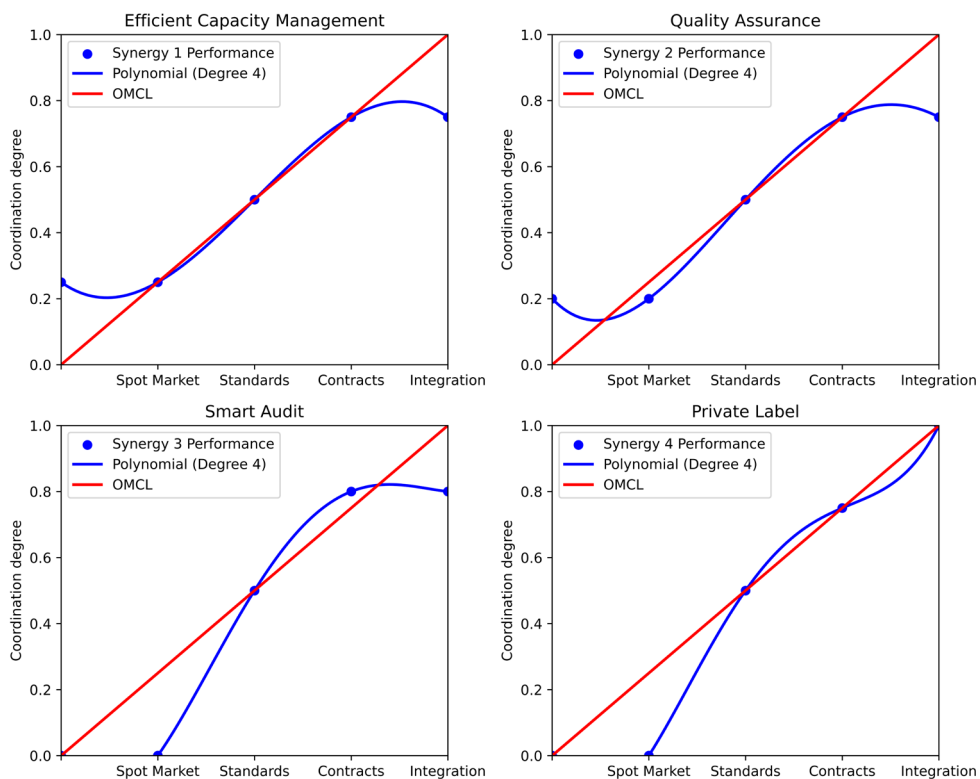 Efficient Capacity Management
Synergy 1 Performance
Polynomial (Degree 4)
OMCL
Coordination degree
1.0
0.8
0.6
0.4
0.2
0.0
Spot Market Standards Contracts Integration
Quality Assurance
Synergy 2 Performance
Polynomial (Degree 4)
OMCL
Coordination degree
1.0
0.8
0.6
0.4
0.2
0.0
Spot Market Standards Contracts Integration
Smart Audit
Synergy 3 Performance
Polynomial (Degree 4)
OMCL
Coordination degree
1.0
0.8
0.6
0.4
0.2
0.0
Spot Market Standards Contracts Integration
Private Label
Synergy 4 Performance
Polynomial (Degree 4)
OMCL
Coordination degree
1.0
0.8
0.6
0.4
0.2
0.0
Spot Market Standards Contracts Integration